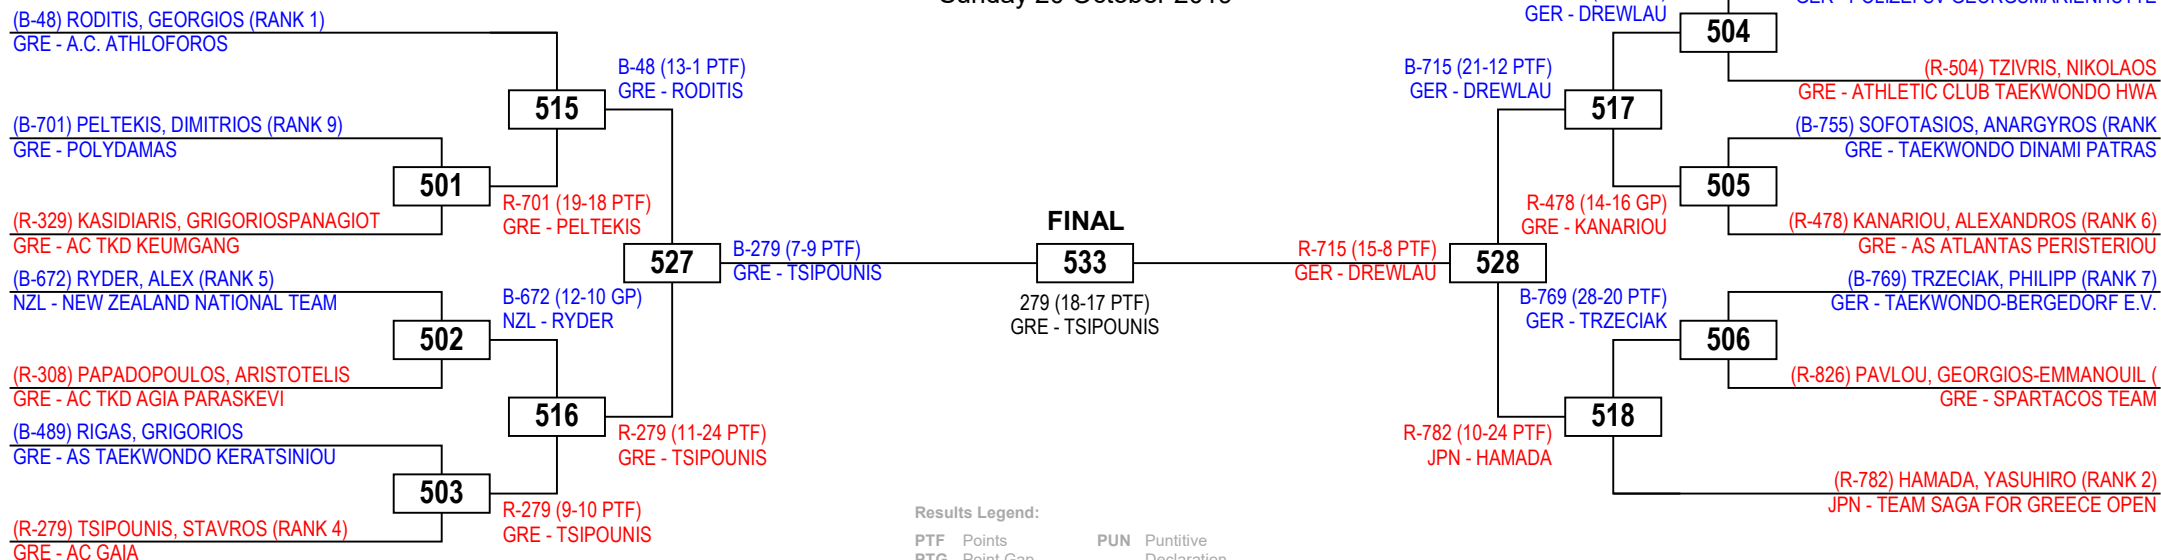 (B-48) RODITIS, GEORGIOS (RANK 1)
GRE - A.C. ATHLOFOROS
B-48 (13-1 PTF)
GRE - RODITIS
515
(B-701) PELTEKIS, DIMITRIOS (RANK 9)
GRE - POLYDAMAS
501
R-701 (19-18 PTF)
GRE - PELTEKIS
(R-329) KASIDIARIS, GRIGORIOSPANAGIOT
GRE - AC TKD KEUMGANG
527
B-279 (7-9 PTF)
GRE - TSIPOUNIS
(B-672) RYDER, ALEX (RANK 5)
NZL - NEW ZEALAND NATIONAL TEAM
B-672 (12-10 GP)
NZL - RYDER
502
(R-308) PAPADOPOULOS, ARISTOTELIS
GRE - AC TKD AGIA PARASKEVI
516
R-279 (11-24 PTF)
GRE - TSIPOUNIS
(B-489) RIGAS, GRIGORIOS
GRE - AS TAEKWONDO KERATSINIOU
503
R-279 (9-10 PTF)
GRE - TSIPOUNIS
(R-279) TSIPOUNIS, STAVROS (RANK 4)
GRE - AC GAIA
FINAL
533
279 (18-17 PTF)
GRE - TSIPOUNIS
GER - DREWLAU
504
(R-504) TZIVRIS, NIKOLAOS
GRE - ATHLETIC CLUB TAEKWONDO HWA
B-715 (21-12 PTF)
GER - DREWLAU
517
(B-755) SOFOTASIOS, ANARGYROS (RANK
GRE - TAEKWONDO DINAMI PATRAS
505
R-478 (14-16 GP)
GRE - KANARIOU
(R-478) KANARIOU, ALEXANDROS (RANK 6)
GRE - AS ATLANTAS PERISTERIOU
R-715 (15-8 PTF)
GER - DREWLAU
528
(B-769) TRZECIAK, PHILIPP (RANK 7)
GER - TAEKWONDO-BERGEDORF E.V.
B-769 (28-20 PTF)
GER - TRZECIAK
506
(R-826) PAVLOU, GEORGIOS-EMMANOUIL (
GRE - SPARTACOS TEAM
518
R-782 (10-24 PTF)
JPN - HAMADA
(R-782) HAMADA, YASUHIRO (RANK 2)
JPN - TEAM SAGA FOR GREECE OPEN
Results Legend:
PTF Points
PUN Puntitive
PTG Point Gap
Declaration